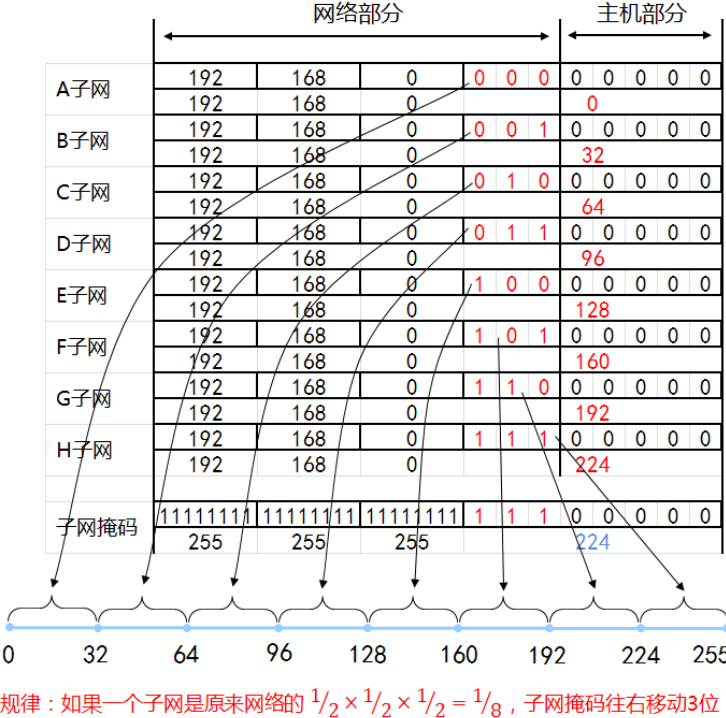 网络部分 主机部分
A子网 192 168 0 0 0 0 0 0 0 0 0
192 168 0 0
B子网 192 168 0 0 0 1 0 0 0 0 0
192 168 0 32
C子网 192 168 0 0 1 0 0 0 0 0 0
192 168 0 64
D子网 192 168 0 0 1 1 0 0 0 0 0
192 168 0 96
E子网 192 168 0 1 0 0 0 0 0 0 0
192 168 0 128
F子网 192 168 0 1 0 1 0 0 0 0 0
192 168 0 160
G子网 192 168 0 1 1 0 0 0 0 0 0
192 168 0 192
H子网 192 168 0 1 1 1 0 0 0 0 0
192 168 0 224
子网掩码 11111111 11111111 11111111 1 1 1 0 0 0 0 0
255 255 255 224
0 32 64 96 128 160 192 224 255
规律：如果一个子网是原来网络的 1/2 × 1/2 × 1/2 = 1/8，子网掩码往右移动3位